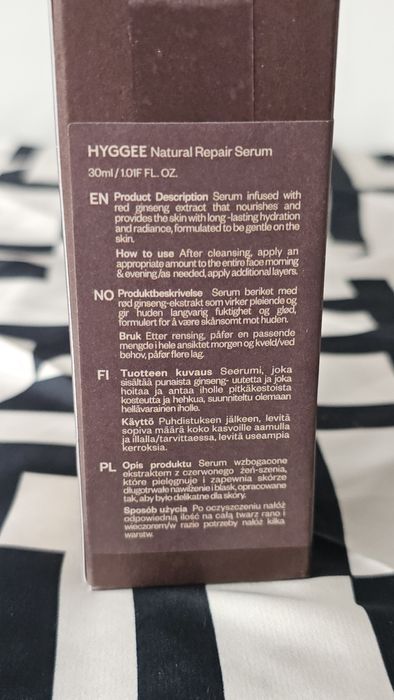 HYGGEE Natural Repair Serum
30ml / 1.01F FL. OZ.
EN Product Description Serum infused with
red ginseng extract that nourishes and
provides the skin with long-lasting hydration
and radiance, formulated to be gentle on the
skin.
How to use After cleansing, apply an
appropriate amount to the entire face morning
& evening/as needed, apply additional layers.
NO Produktbeskrivelse Serum beriket med
rød ginseng-ekstrakt som virker pleiende og
gir huden langvarig fuktighet og glød,
formulert for å være skånsomt mot huden.
Bruk Etter rensing, påfør en passende
mengde i hele ansiktet morgen og kveld/ved
behov, påfør flere lag.
FI Tuotteen kuvaus Seerumi, joka
sisältää punaista ginseng- uutetta ja joka
hoitaa ja antaa iholle pitkäkestoista
kosteutta ja hehkua, suunniteltu olemaan
hellävarainen iholle.
Käyttö Puhdistuksen jälkeen, levitä
sopiva määrä koko kasvoille aamulla
ja illalla/tarvittaessa, levitä useampia
kerroksia.
PL Opis produktu Serum wzbogacone
ekstraktem z czerwonego żeń-szenia,
które pielęgnuje i zapewnia skórze
długotrwałe nawilżenie i blask, opracowane
tak, aby było delikatne dla skóry.
Sposób użycia Po oczyszczeniu nałóż
odpowiednią ilość na całą twarz rano i
wieczorem/w razie potrzeby nałóż kilka
warstw.